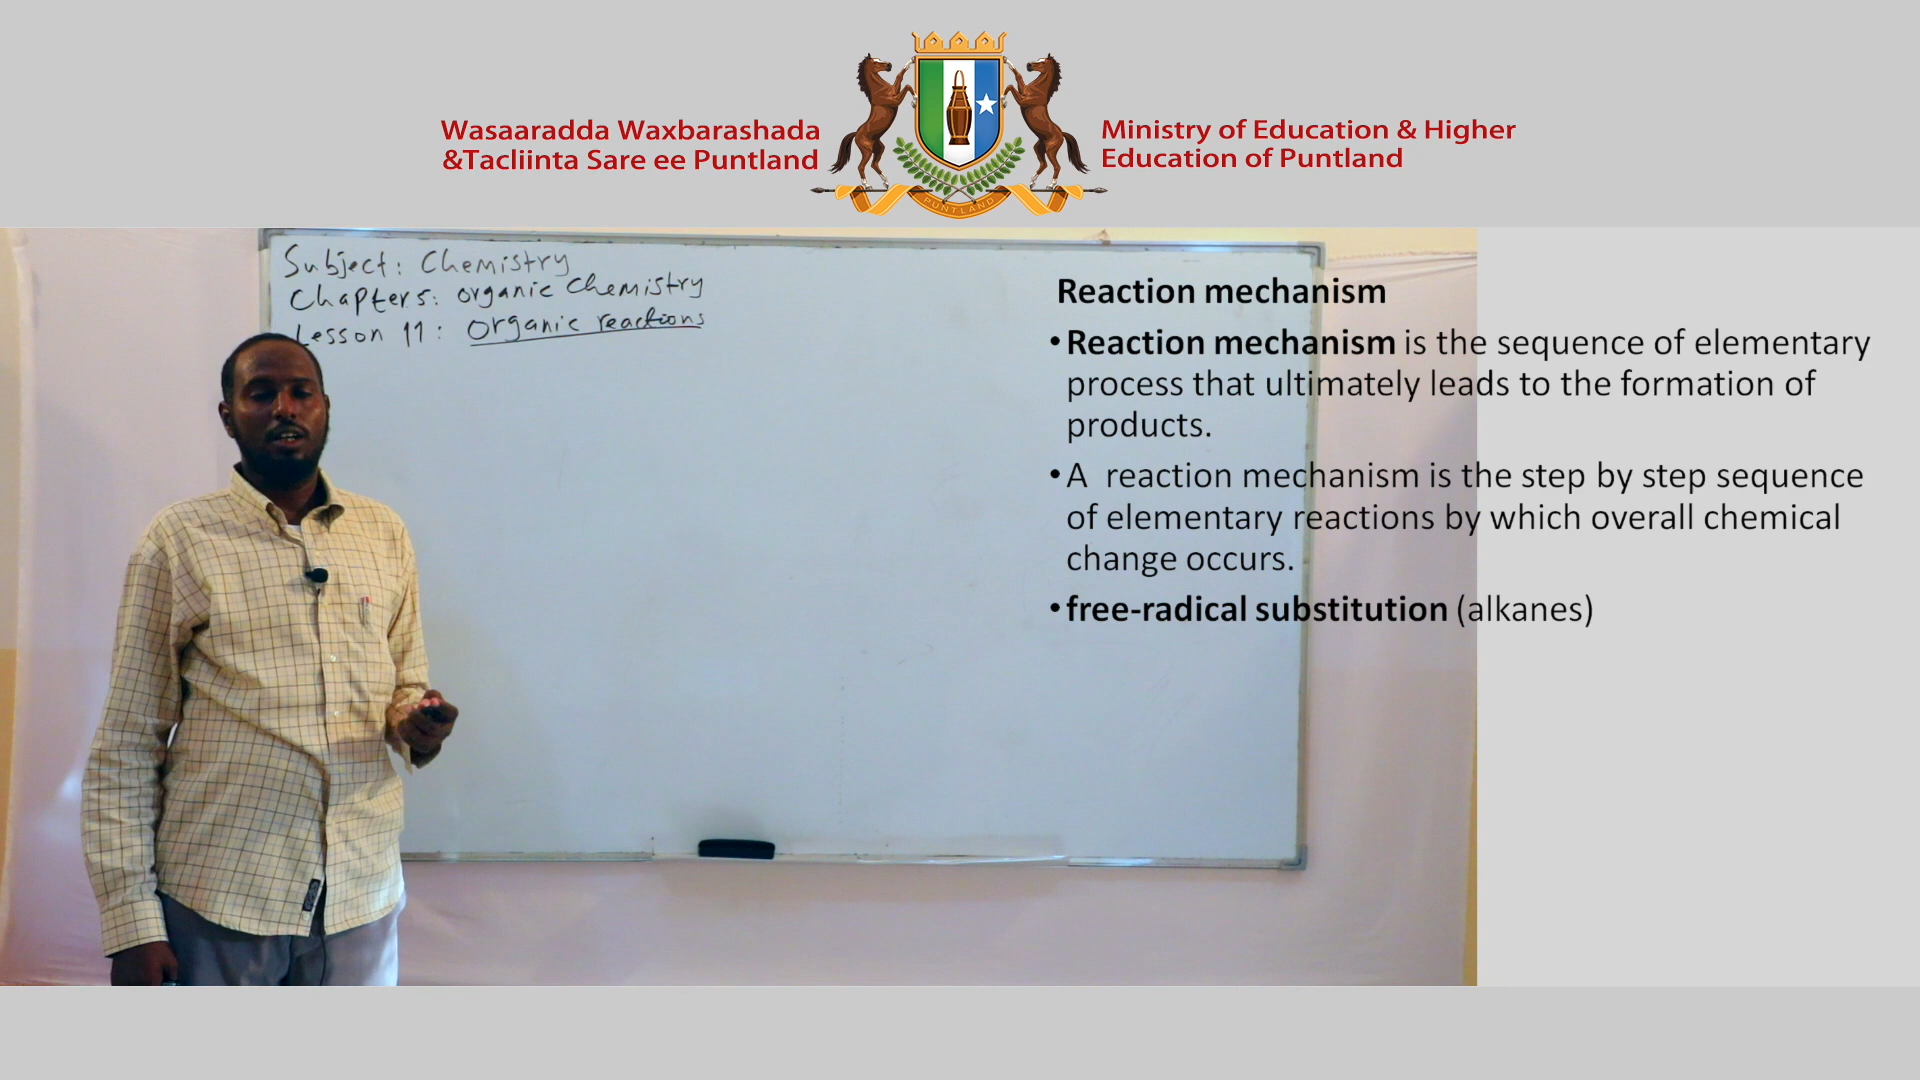 Wasaaradda Waxbarashada
&Tacliinta Sare ee Puntland
PUNTLAND
Ministry of Education & Higher
Education of Puntland
Subject: Chemistry
Chapter 5: organic chemistry
Lesson 11: organic reactions
Reaction mechanism
•Reaction mechanism is the sequence of elementary
process that ultimately leads to the formation of
products.
•A reaction mechanism is the step by step sequence
of elementary reactions by which overall chemical
change occurs.
•free-radical substitution (alkanes)